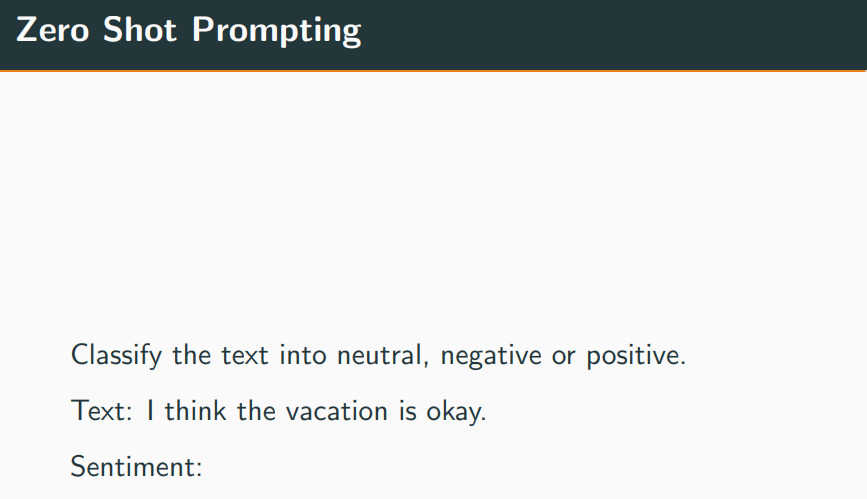 Zero Shot Prompting
Classify the text into neutral, negative or positive.
Text: I think the vacation is okay.
Sentiment: